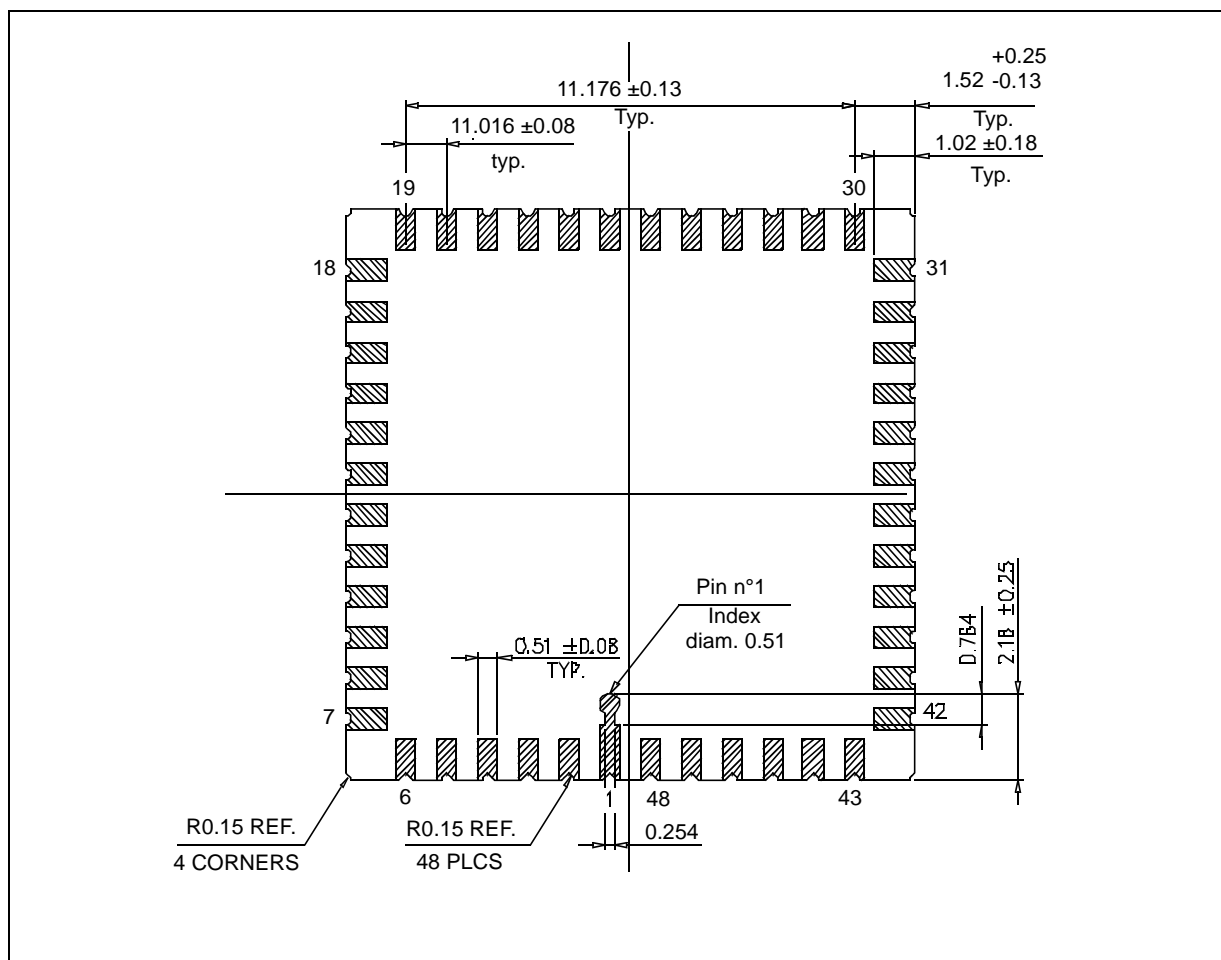 +0.25
11.176 ±0.13
1.52 -0.13
Typ.
Typ.
11.016 ±0.08
typ.
1.02 ±0.18
Typ.
19
30
18
31
Pin n°1
Index
diam. 0.51
0.51 ±0.08
TYP.
0.784
2.18 ±0.25
7
42
6
1
48
43
R0.15 REF.
4 CORNERS
R0.15 REF.
48 PLCS
0.254